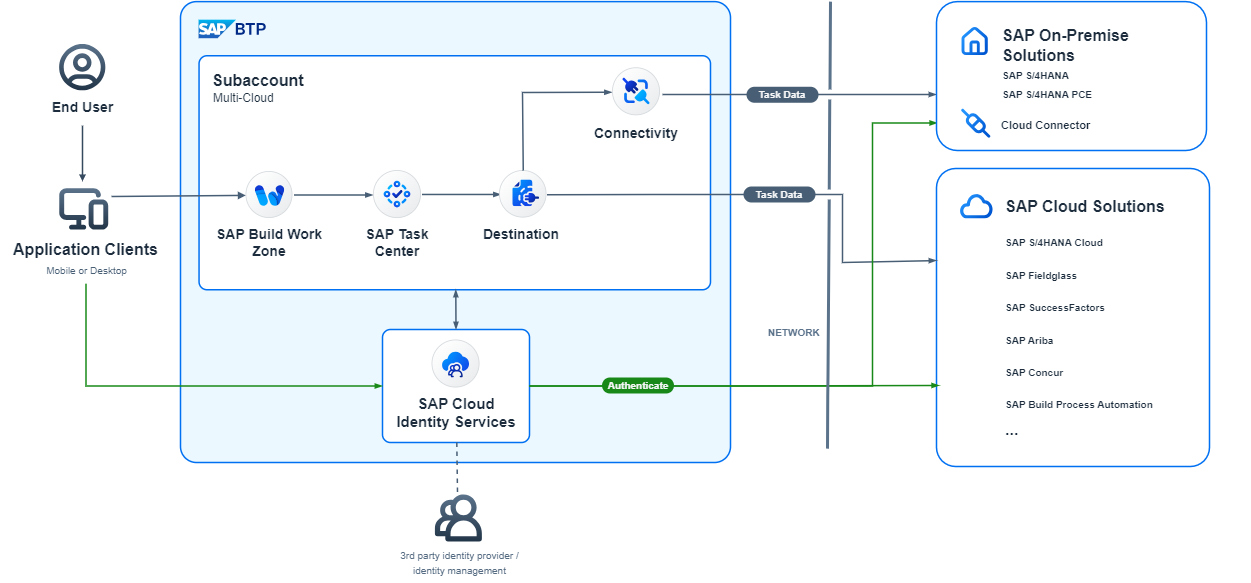 SAP BTP
End User
Application Clients
Mobile or Desktop
Subaccount
Multi-Cloud
Connectivity
SAP Build Work
Zone
SAP Task
Center
Destination
SAP Cloud
Identity Services
3rd party identity provider /
identity management
Task Data
Task Data
Authenticate
NETWORK
SAP On-Premise
Solutions
SAP S/4HANA
SAP S/4HANA PCE
Cloud Connector
SAP Cloud Solutions
SAP S/4HANA Cloud
SAP Fieldglass
SAP SuccessFactors
SAP Ariba
SAP Concur
SAP Build Process Automation
...